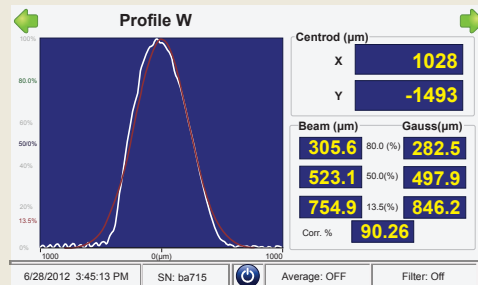 Profile W
100%
80.0%
60%
50.0%
40%
20%
13.5%
0%
1000 0(µm) 1000
Centrod (µm)
X 1028
Y -1493
Beam (µm) Gauss(µm)
305.6 80.0 (%) 282.5
523.1 50.0(%) 497.9
754.9 13.5(%) 846.2
Corr. % 90.26
6/28/2012 3:45:13 PM SN: ba715 Average: OFF Filter: Off